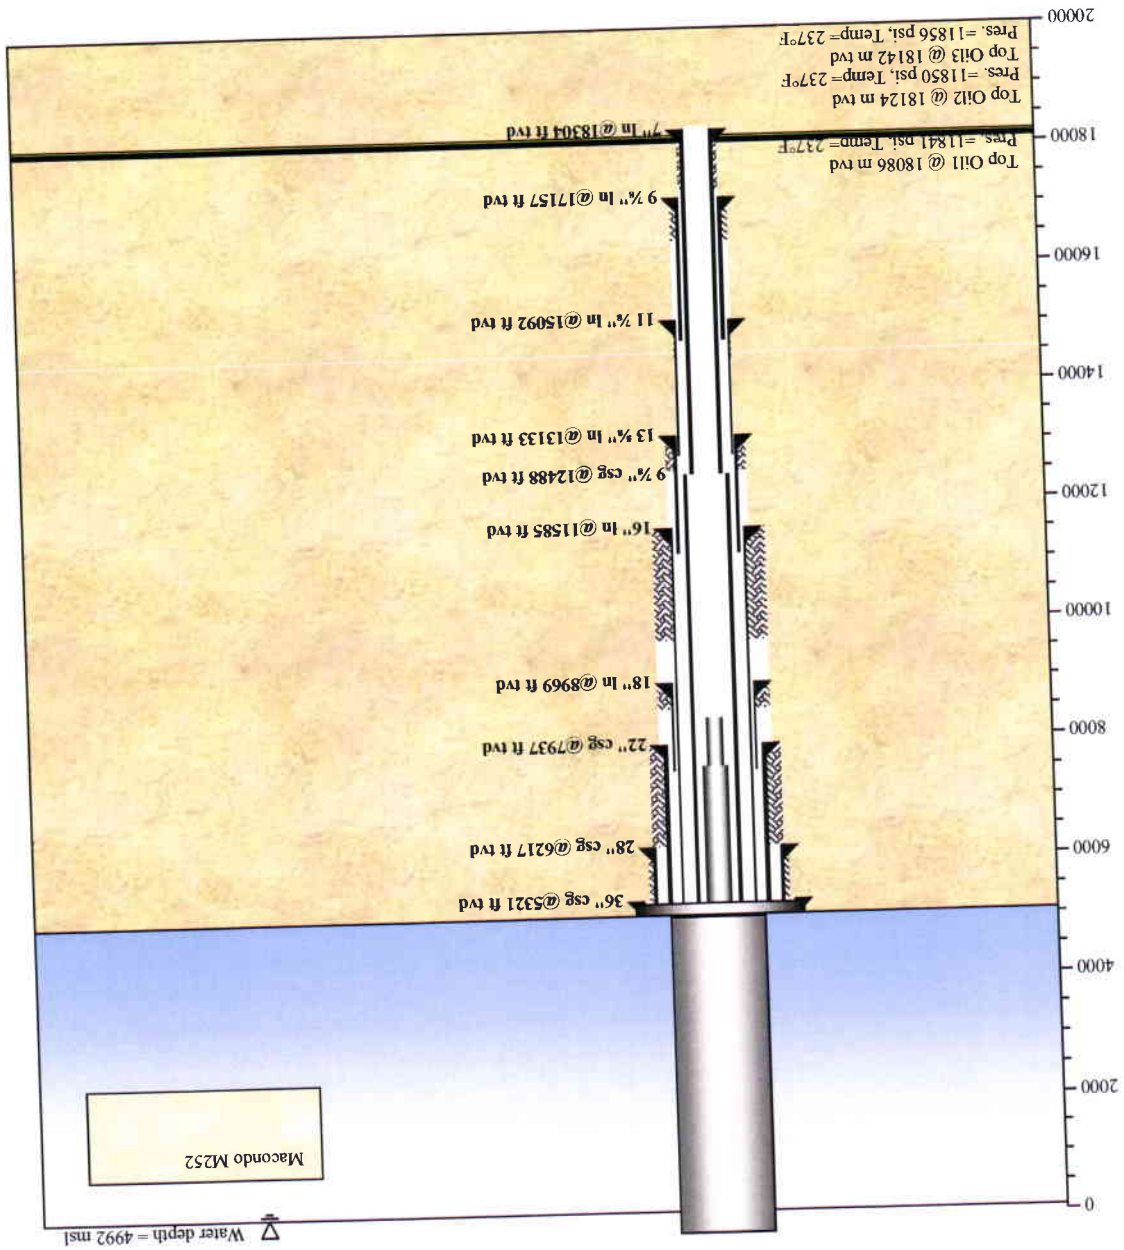 Water depth = 4992 msl
Macondo M252
0
2000
4000
6000
8000
10000
12000
14000
16000
18000
20000
36" csg @5321 ft tvd
28" csg @6217 ft tvd
22" csg @7937 ft tvd
18" ln @8969 ft tvd
16" ln @11585 ft tvd
9 ⅞" csg @12488 ft tvd
13 ⅝" ln @13133 ft tvd
11 ⅞" ln @15092 ft tvd
9 ⅞" ln @17157 ft tvd
7" ln @18304 ft tvd
Top Oil1 @ 18086 m tvd
Pres. =11841 psi, Temp= 237°F
Top Oil2 @ 18124 m tvd
Pres. =11850 psi, Temp= 237°F
Top Oil3 @ 18142 m tvd
Pres. =11856 psi, Temp= 237°F